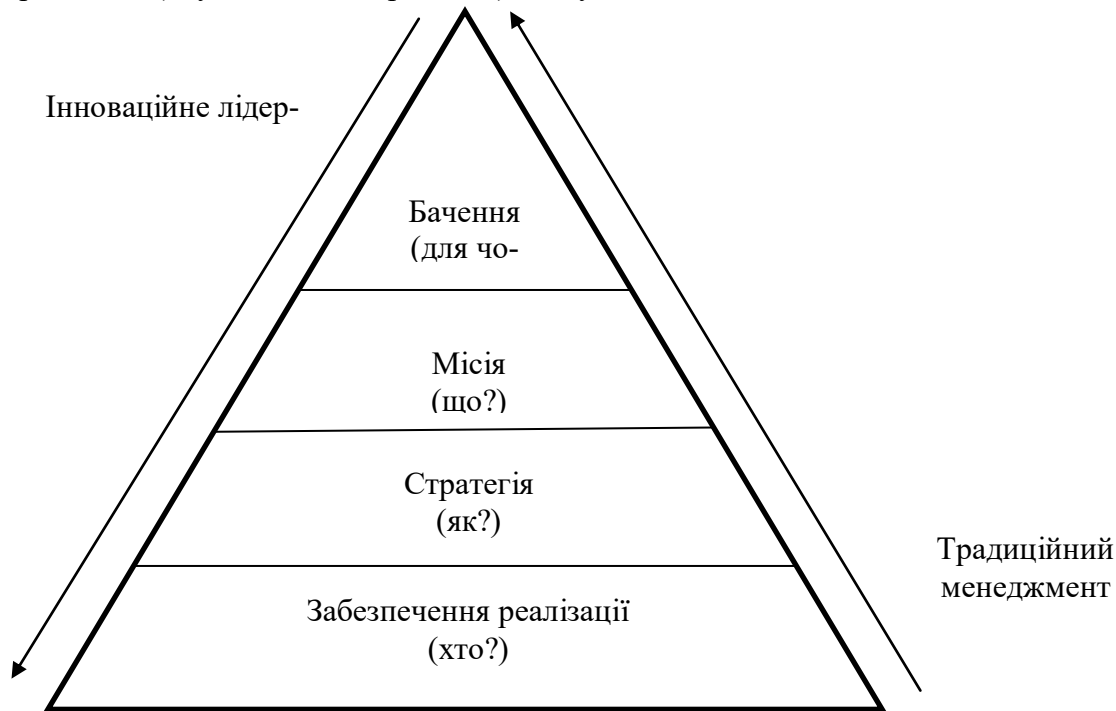 Інноваційне лідер-
Бачення
(для чо-
Місія
(що?)
Стратегія
(як?)
Традиційний
менеджмент
Забезпечення реалізації
(хто?)